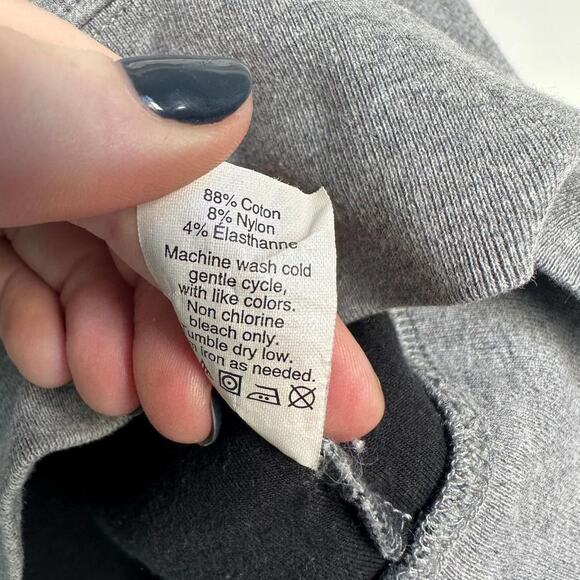 88% Coton
8% Nylon
4% Élasthanne
Machine wash cold
gentle cycle,
with like colors.
Non chlorine
bleach only.
dry low.
iron as needed.